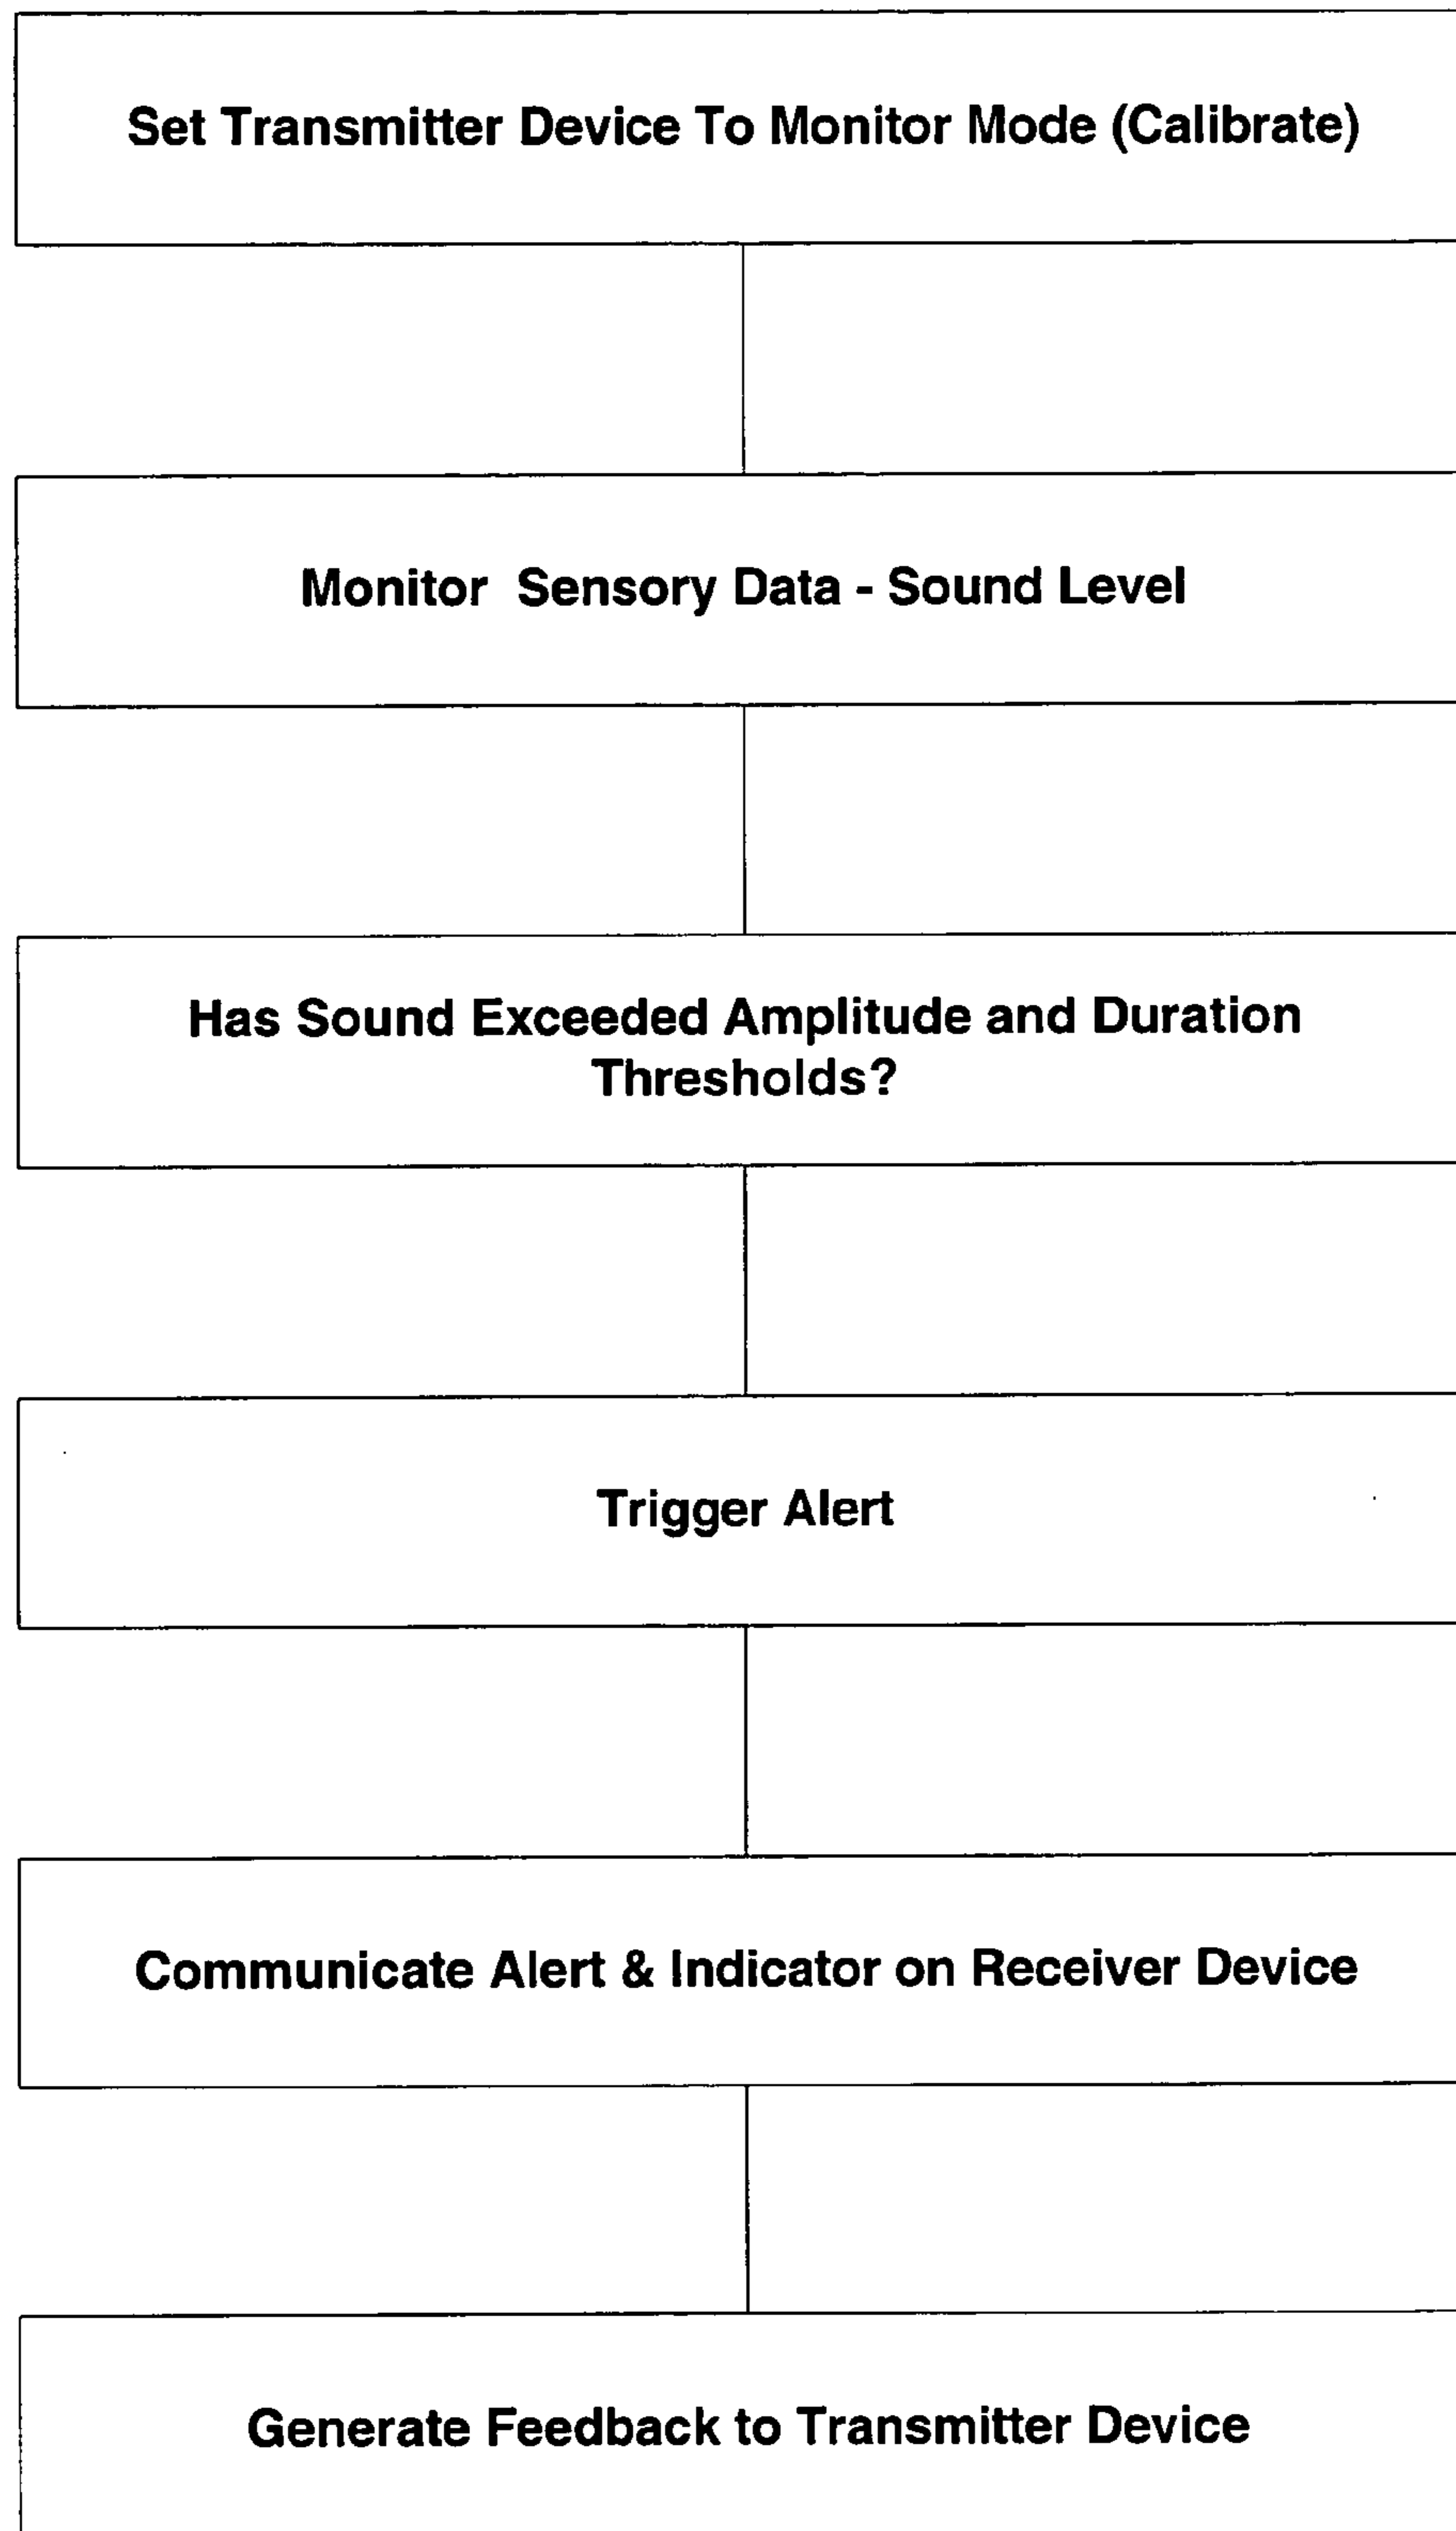 Set Transmitter Device To Monitor Mode (Calibrate)
Monitor Sensory Data - Sound Level
Has Sound Exceeded Amplitude and Duration
Thresholds?
Trigger Alert
Communicate Alert & Indicator on Receiver Device
Generate Feedback to Transmitter Device